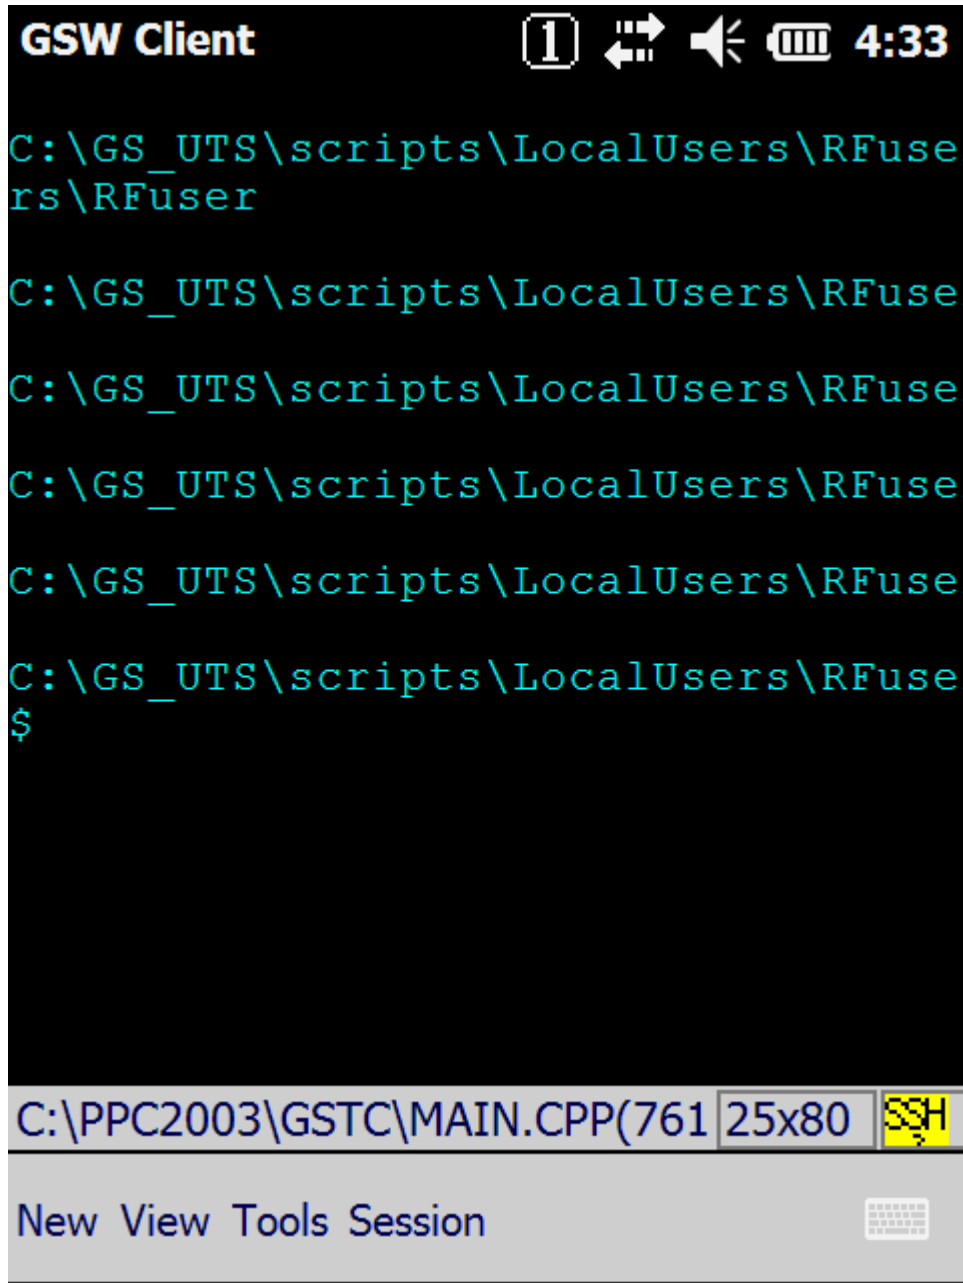 GSW Client 1 4:33
C:\GS_UTS\scripts\LocalUsers\RFuse
rs\RFuser
C:\GS_UTS\scripts\LocalUsers\RFuse
C:\GS_UTS\scripts\LocalUsers\RFuse
C:\GS_UTS\scripts\LocalUsers\RFuse
C:\GS_UTS\scripts\LocalUsers\RFuse
C:\GS_UTS\scripts\LocalUsers\RFuse
$
C:\PPC2003\GSTC\MAIN.CPP(761 25x80 SSH
?
New View Tools Session